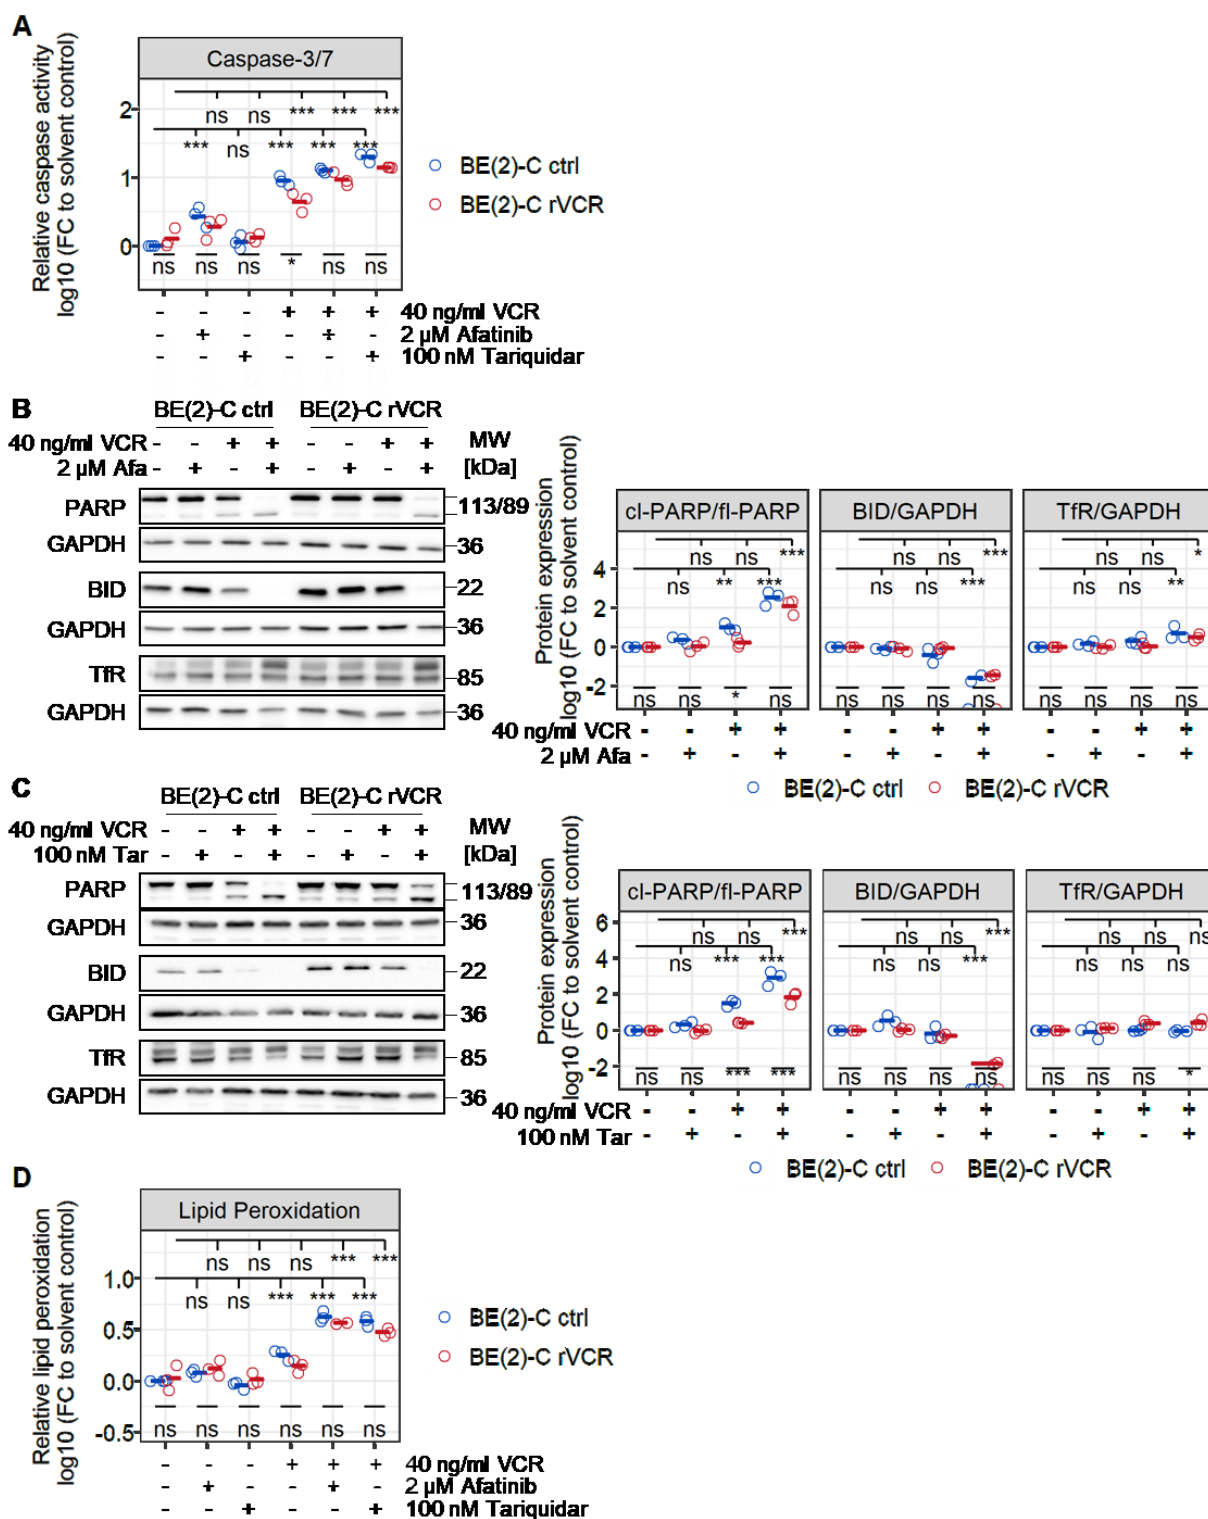 A
Caspase-3/7
Relative caspase activity
log10 (FC to solvent control)
2
1
0
ns ns *** *** ***
*** ns *** *** ***
ns ns ns * ns ns
BE(2)-C ctrl
BE(2)-C rVCR
- - - + + + 40 ng/ml VCR
- + - - + - 2 µM Afatinib
- - + - - + 100 nM Tariquidar
B
BE(2)-C ctrl BE(2)-C rVCR
40 ng/ml VCR - - + + - - + + MW
2 µM Afa - + - + - + - + [kDa]
PARP 113/89
GAPDH 36
BID 22
GAPDH 36
TfR 85
GAPDH 36
Protein expression
log10 (FC to solvent control)
cl-PARP/fl-PARP BID/GAPDH TfR/GAPDH
4
2
0
-2
ns ns *** ns ns *** ns ns *
ns ** *** ns ns *** ns ns **
ns ns * ns ns ns ns ns ns ns ns ns
40 ng/ml VCR - - + + - - + + - - + +
2 µM Afa - + - + - + - + - + - +
BE(2)-C ctrl BE(2)-C rVCR
C
BE(2)-C ctrl BE(2)-C rVCR
40 ng/ml VCR - - + + - - + + MW
100 nM Tar - + - + - + - + [kDa]
PARP 113/89
GAPDH 36
BID 22
GAPDH 36
TfR 85
GAPDH 36
Protein expression
log10 (FC to solvent control)
cl-PARP/fl-PARP BID/GAPDH TfR/GAPDH
6
4
2
0
-2
ns ns *** ns ns *** ns ns ns
ns *** *** ns ns ***
ns ns *** *** ns ns ns ns ns ns ns *
40 ng/ml VCR - - + + - - + + - - + +
100 nM Tar - + - + - + - + - + - +
BE(2)-C ctrl BE(2)-C rVCR
D
Lipid Peroxidation
Relative lipid peroxidation
log10 (FC to solvent control)
1.0
0.5
0.0
-0.5
ns ns ns *** ***
ns ns *** *** ***
ns ns ns ns ns ns
BE(2)-C ctrl
BE(2)-C rVCR
- - - + + + 40 ng/ml VCR
- + - - + - 2 µM Afatinib
- - + - - + 100 nM Tariquidar